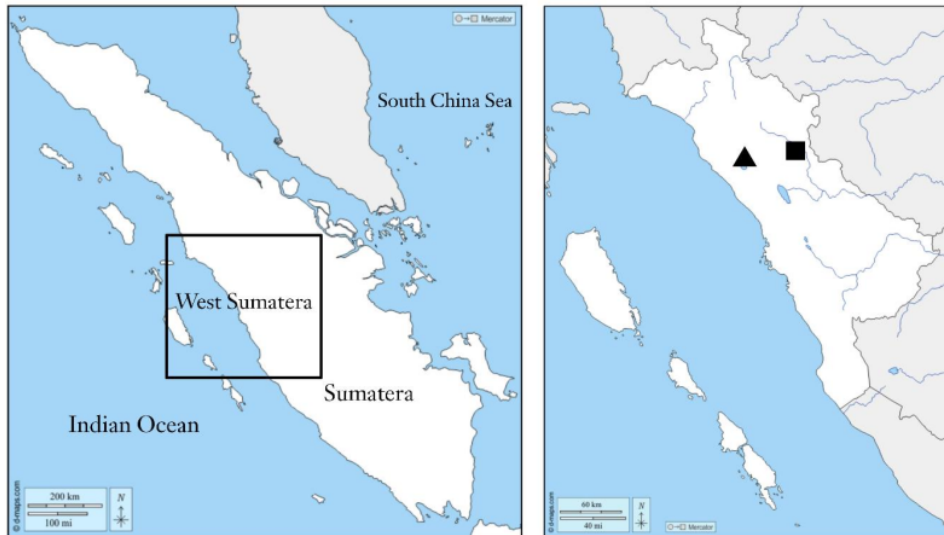 Mercator
South China Sea
West Sumatera
Sumatera
Indian Ocean
200 km
100 mi
N
© d-maps.com
60 km
40 mi
N
© d-maps.com
Mercator